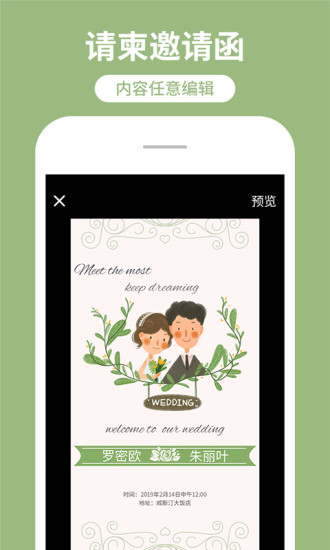 请柬邀请函
内容任意编辑
× 预览
Meet the most
keep dreaming
WEDDING
welcome to our wedding
罗密欧 朱丽叶
时间：2019年2月14日中午12:00
地址：威斯汀大饭店